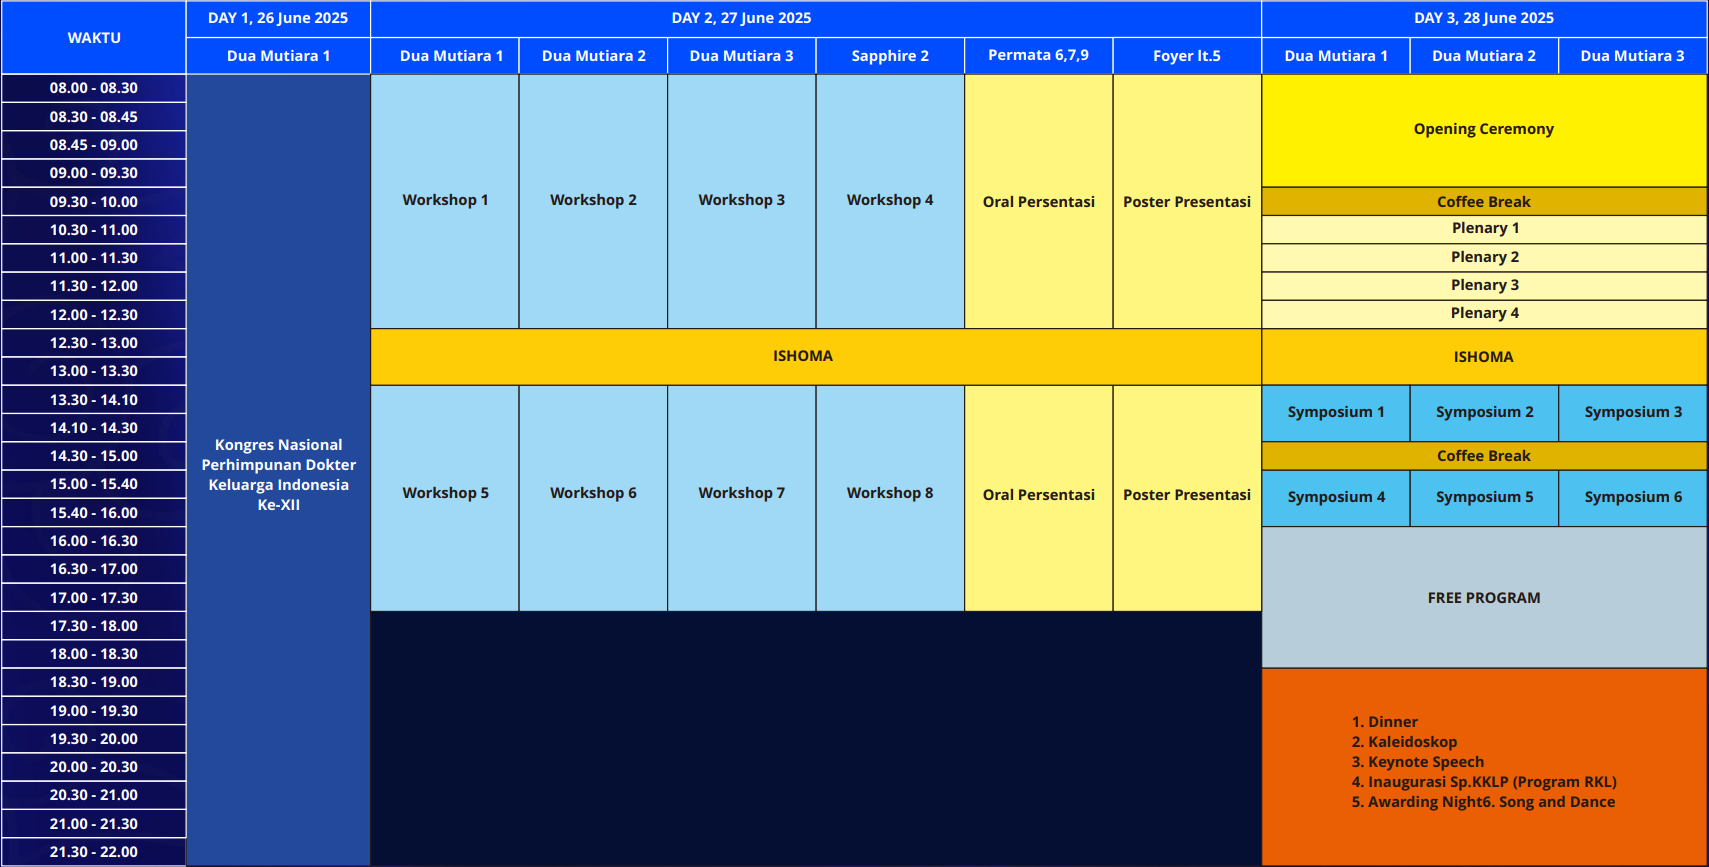 WAKTU
DAY 1, 26 June 2025
DAY 2, 27 June 2025
DAY 3, 28 June 2025
Dua Mutiara 1
Dua Mutiara 1
Dua Mutiara 2
Dua Mutiara 3
Sapphire 2
Permata 6,7,9
Foyer lt.5
Dua Mutiara 1
Dua Mutiara 2
Dua Mutiara 3
08.00 - 08.30
08.30 - 08.45
08.45 - 09.00
09.00 - 09.30
09.30 - 10.00
10.30 - 11.00
11.00 - 11.30
11.30 - 12.00
12.00 - 12.30
12.30 - 13.00
13.00 - 13.30
13.30 - 14.10
14.10 - 14.30
14.30 - 15.00
15.00 - 15.40
15.40 - 16.00
16.00 - 16.30
16.30 - 17.00
17.00 - 17.30
17.30 - 18.00
18.00 - 18.30
18.30 - 19.00
19.00 - 19.30
19.30 - 20.00
20.00 - 20.30
20.30 - 21.00
21.00 - 21.30
21.30 - 22.00
Kongres Nasional
Perhimpunan Dokter
Keluarga Indonesia
Ke-XII
Workshop 1
Workshop 2
Workshop 3
Workshop 4
Oral Persentasi
Poster Presentasi
ISHOMA
Workshop 5
Workshop 6
Workshop 7
Workshop 8
Oral Persentasi
Poster Presentasi
Opening Ceremony
Coffee Break
Plenary 1
Plenary 2
Plenary 3
Plenary 4
ISHOMA
Symposium 1
Symposium 2
Symposium 3
Coffee Break
Symposium 4
Symposium 5
Symposium 6
FREE PROGRAM
1. Dinner
2. Kaleidoskop
3. Keynote Speech
4. Inaugurasi Sp.KKLP (Program RKL)
5. Awarding Night6. Song and Dance